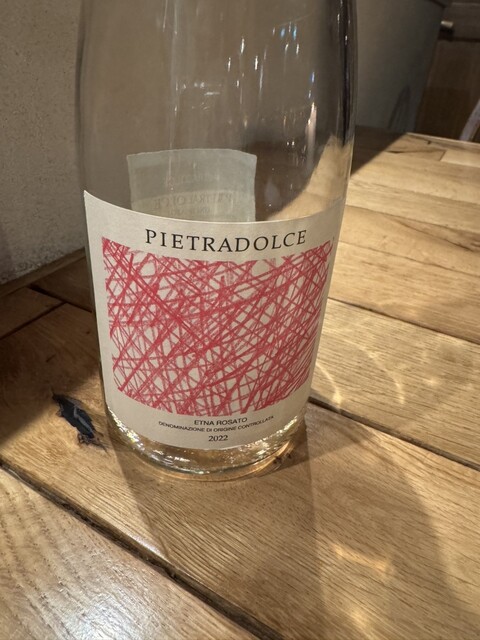 PIETRADOLCE
ETNA ROSATO
DENOMINAZIONE DI ORIGINE CONTROLLATA
2022